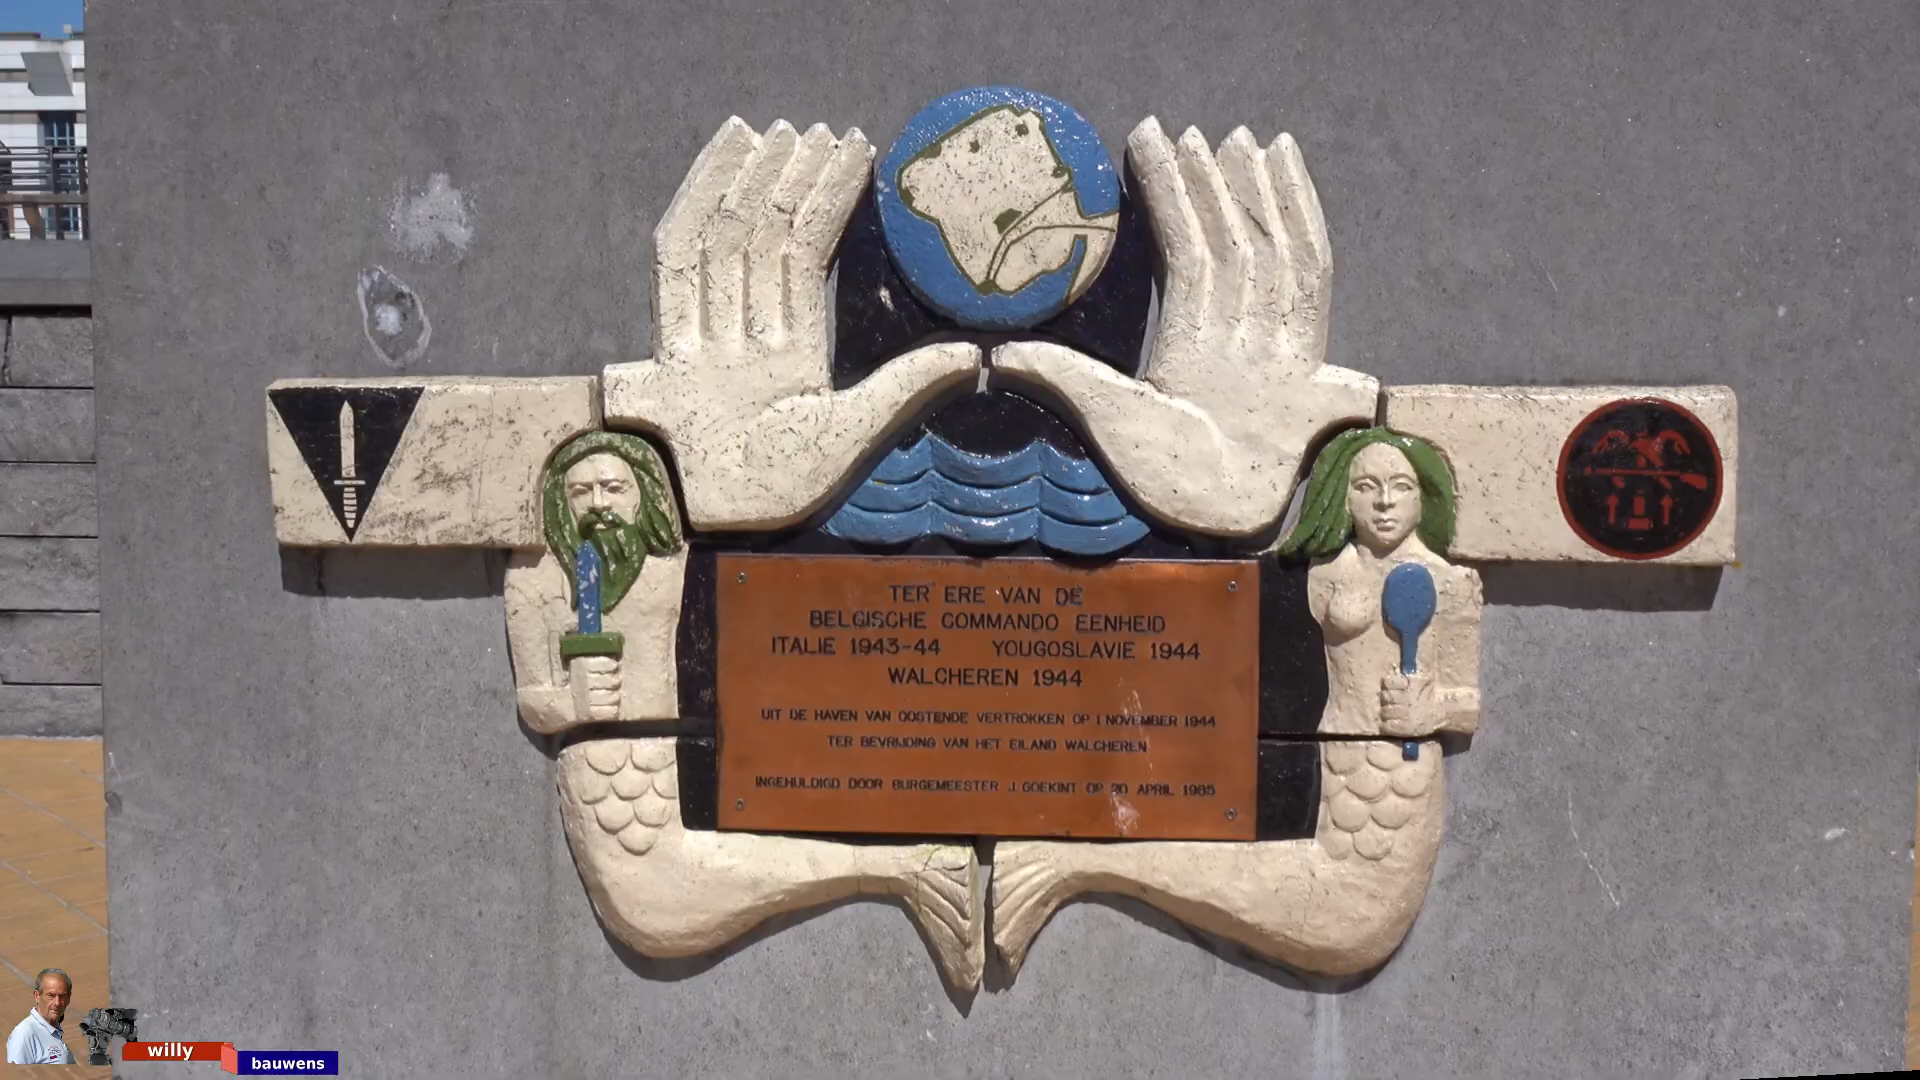 TER ERE VAN DE
BELGISCHE COMMANDO EENHEID
ITALIE 1943-44 YOUGOSLAVIE 1944
WALCHEREN 1944
UIT DE HAVEN VAN OOSTENDE VERTROKKEN OP 1 NOVEMBER 1944
TER BEVRIJDING VAN HET EILAND WALCHEREN
INGEHULDIGD DOOR BURGEMEESTER J. GOEKINT OP 20 APRIL 1985
willy
bauwens